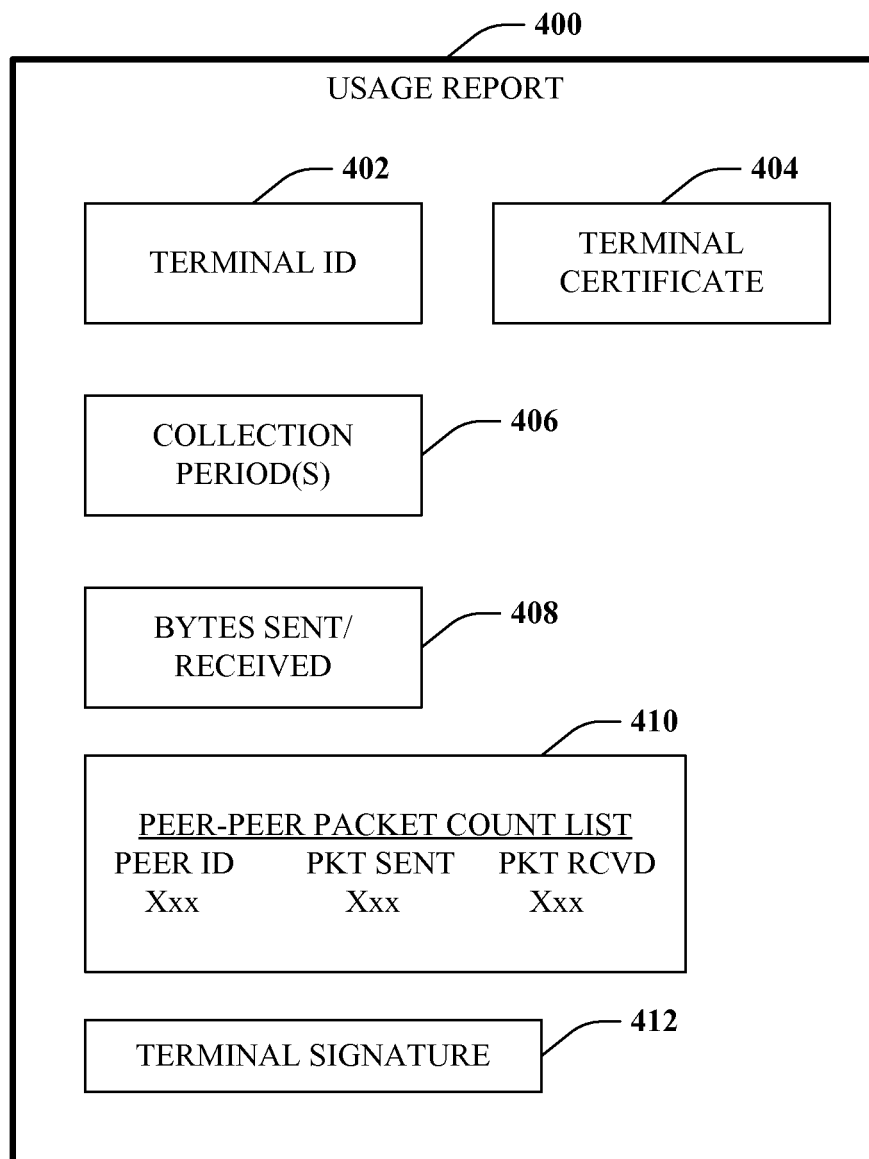 400
USAGE REPORT
402
404
TERMINAL ID
TERMINAL
CERTIFICATE
COLLECTION
PERIOD(S)
406
BYTES SENT/
RECEIVED
408
410
PEER-PEER PACKET COUNT LIST
PEER ID PKT SENT PKT RCVD
Xxx Xxx Xxx
412
TERMINAL SIGNATURE